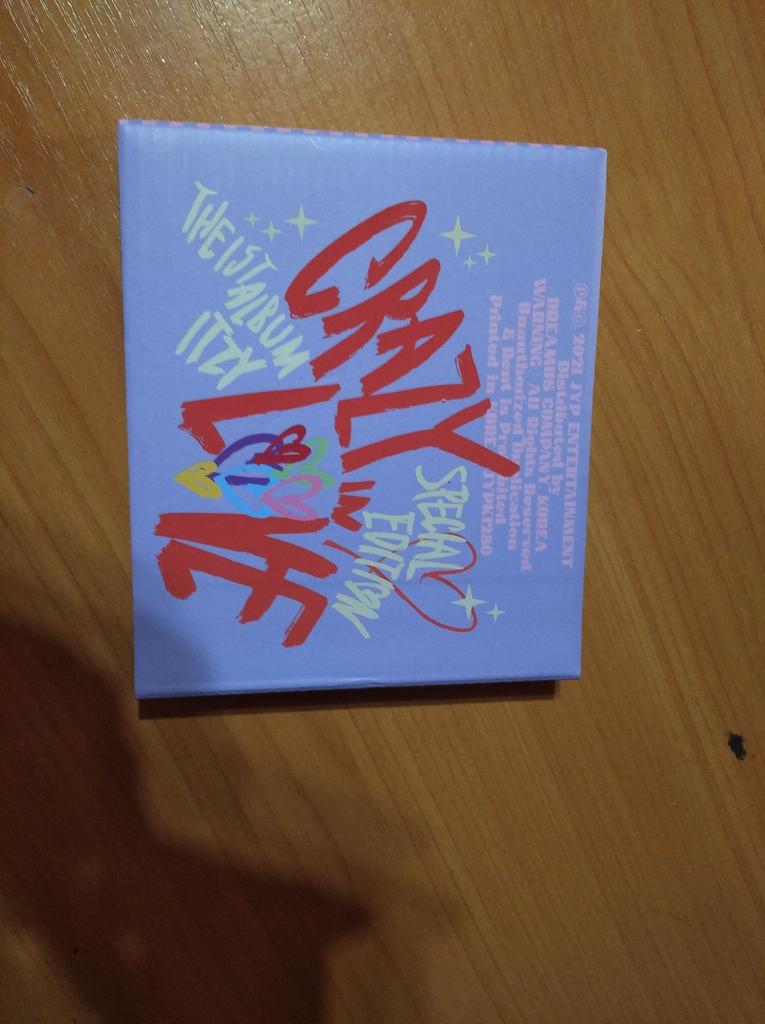 THE 1ST ALBUM
ITZY
CRAZY
IN
LOVE
SPECIAL
EDITION
℗&© 2021 JYP ENTERTAINMENT
Distributed by
DREAMUS COMPANY KOREA
WARNING : All Rights Reserved
Unauthorized Duplication
& Rent is Prohibited
Printed in KOREA